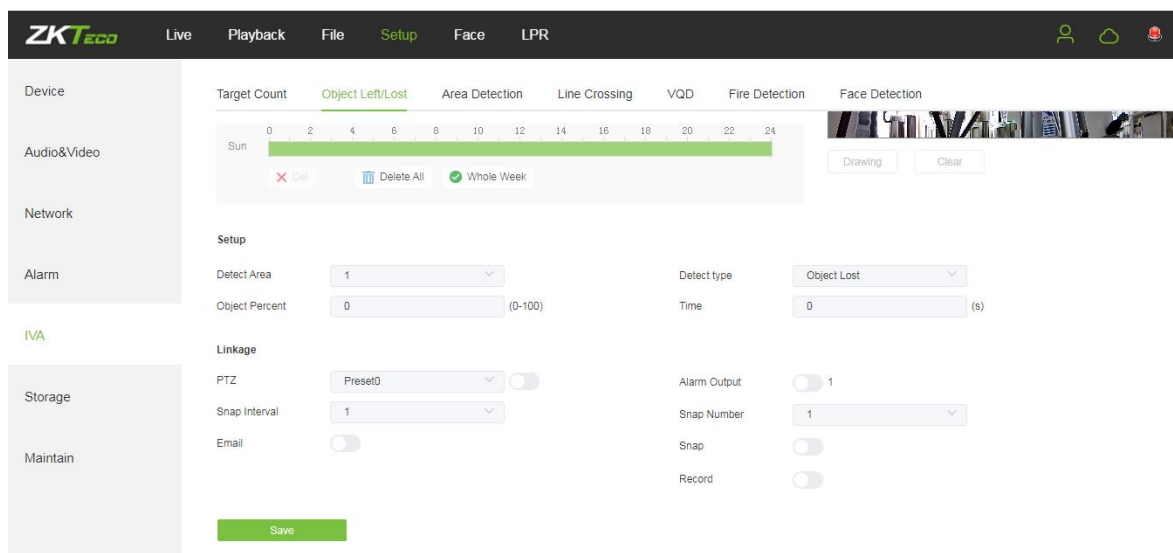 ZKTeco Live Playback File Setup Face LPR
Device
Audio&Video
Network
Alarm
IVA
Storage
Maintain
Target Count Object Left/Lost Area Detection Line Crossing VQD Fire Detection Face Detection
0 2 4 6 8 10 12 14 16 18 20 22 24
Sun
Del Delete All Whole Week
Drawing Clear
Setup
Detect Area 1 Detect type Object Lost
Object Percent 0 (0-100) Time 0 (s)
Linkage
PTZ Preset0 Alarm Output 1
Snap Interval 1 Snap Number 1
Email Snap
Record
Save